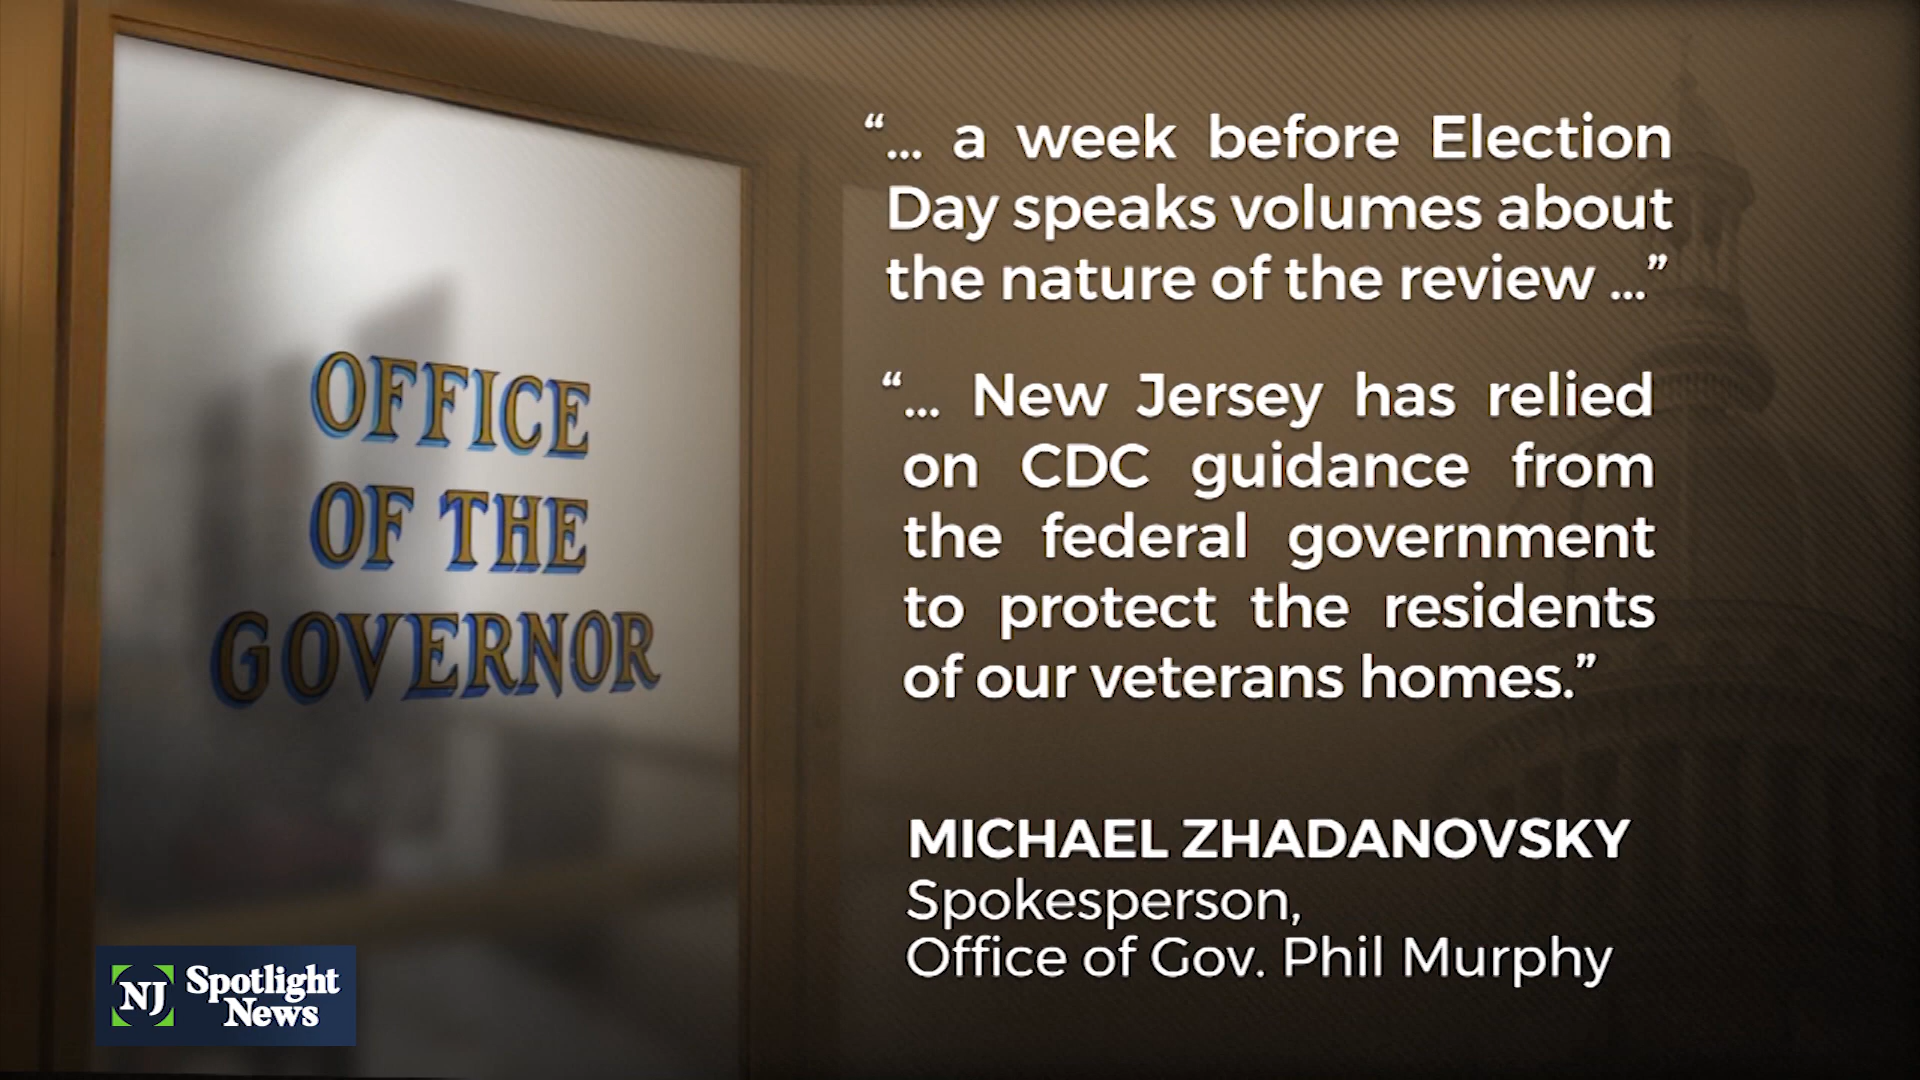 OFFICE
OF THE
GOVERNOR
“... a week before Election
Day speaks volumes about
the nature of the review ...”
“... New Jersey has relied
on CDC guidance from
the federal government
to protect the residents
of our veterans homes.”
MICHAEL ZHADANOVSKY
Spokesperson,
Office of Gov. Phil Murphy
NJ Spotlight
News